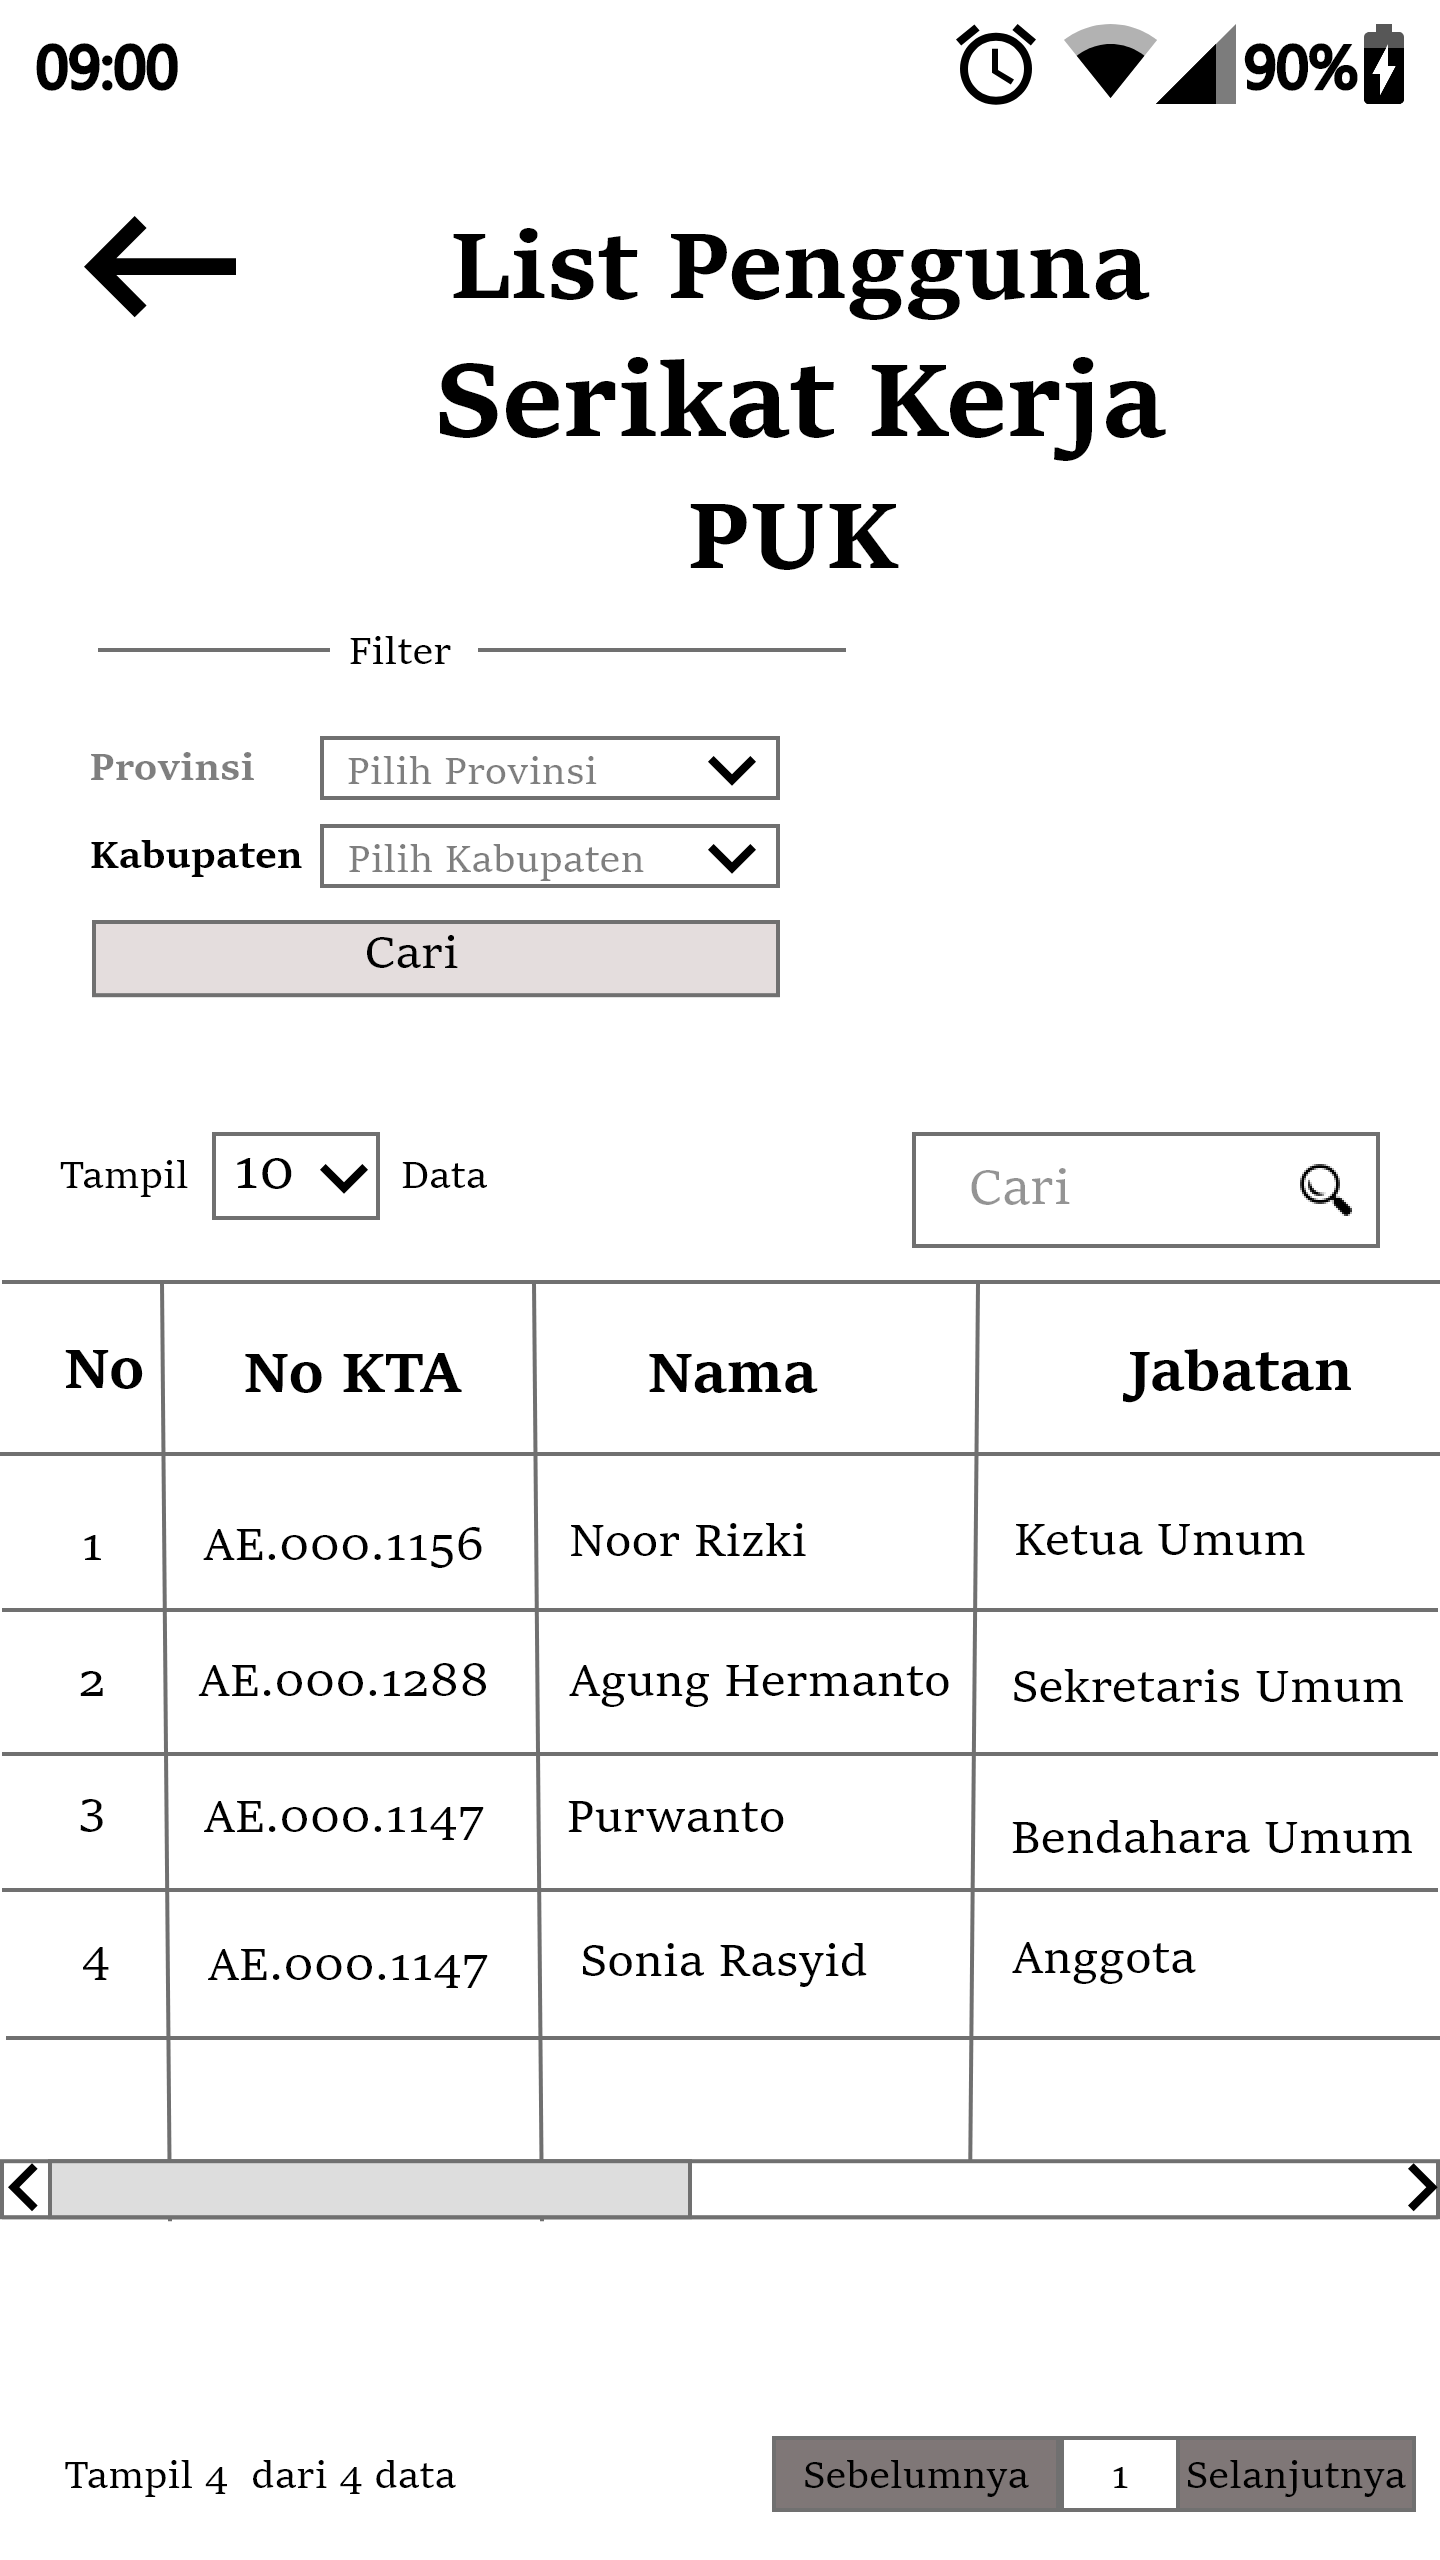 09:00 90%
List Pengguna
Serikat Kerja
PUK
Filter
Provinsi Pilih Provinsi
Kabupaten Pilih Kabupaten
Cari
Tampil 10 Data Cari
No No KTA Nama Jabatan
1 AE.000.1156 Noor Rizki Ketua Umum
2 AE.000.1288 Agung Hermanto Sekretaris Umum
3 AE.000.1147 Purwanto Bendahara Umum
4 AE.000.1147 Sonia Rasyid Anggota
Tampil 4 dari 4 data Sebelumnya 1 Selanjutnya